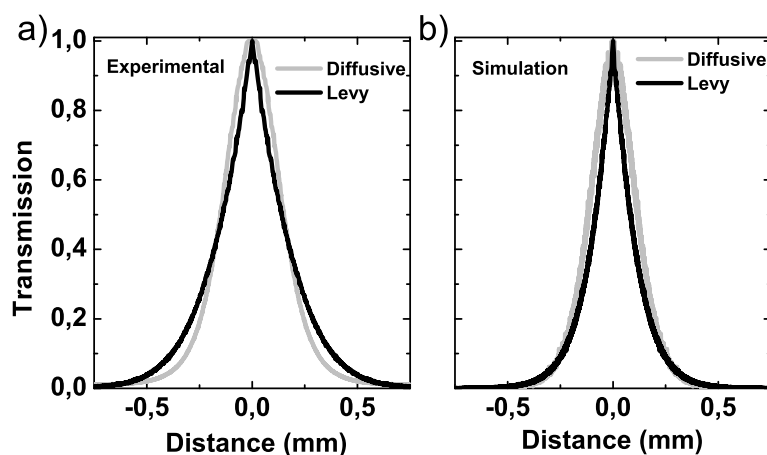 a)
Experimental
Diffusive
Levy
Transmission
1,0
0,8
0,6
0,4
0,2
0,0
-0,5
0,0
0,5
Distance (mm)
b)
Simulation
Diffusive
Levy
-0,5
0,0
0,5
Distance (mm)